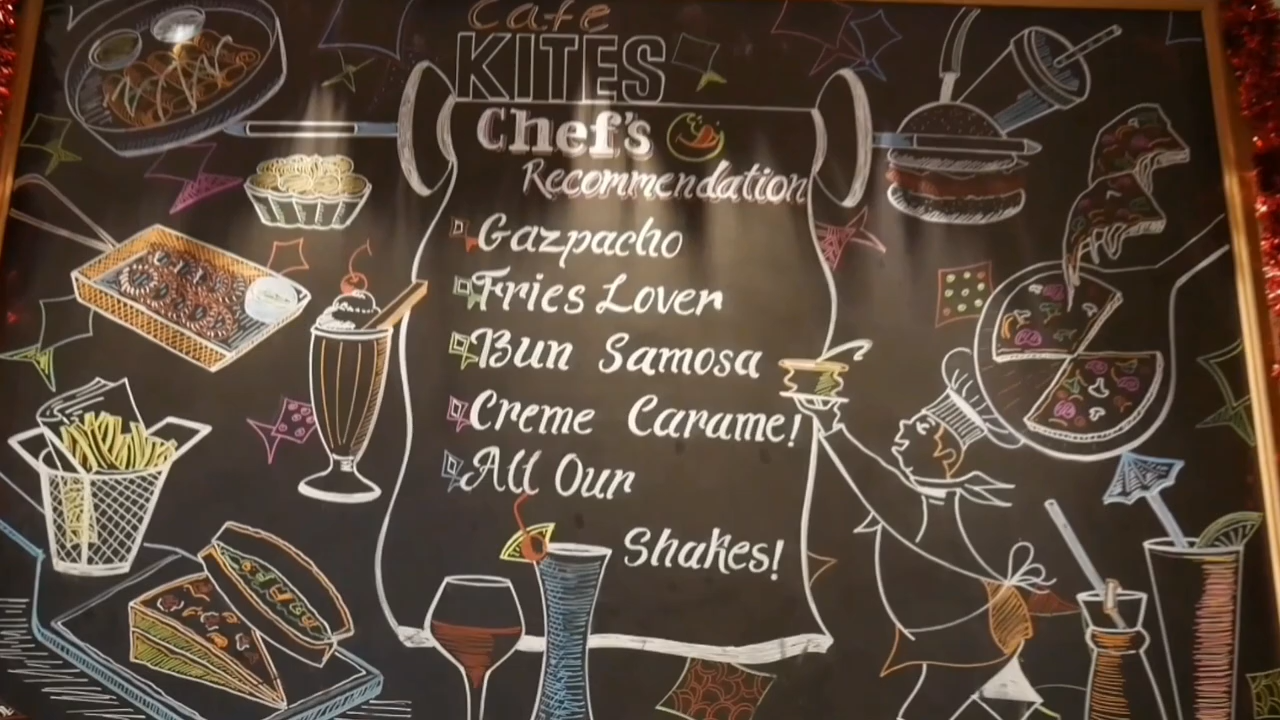 Cafe
KITES
Chef's
Recommendation
Gazpacho
Fries Lover
Bun Samosa
Creme Carame!
All Our
Shakes!